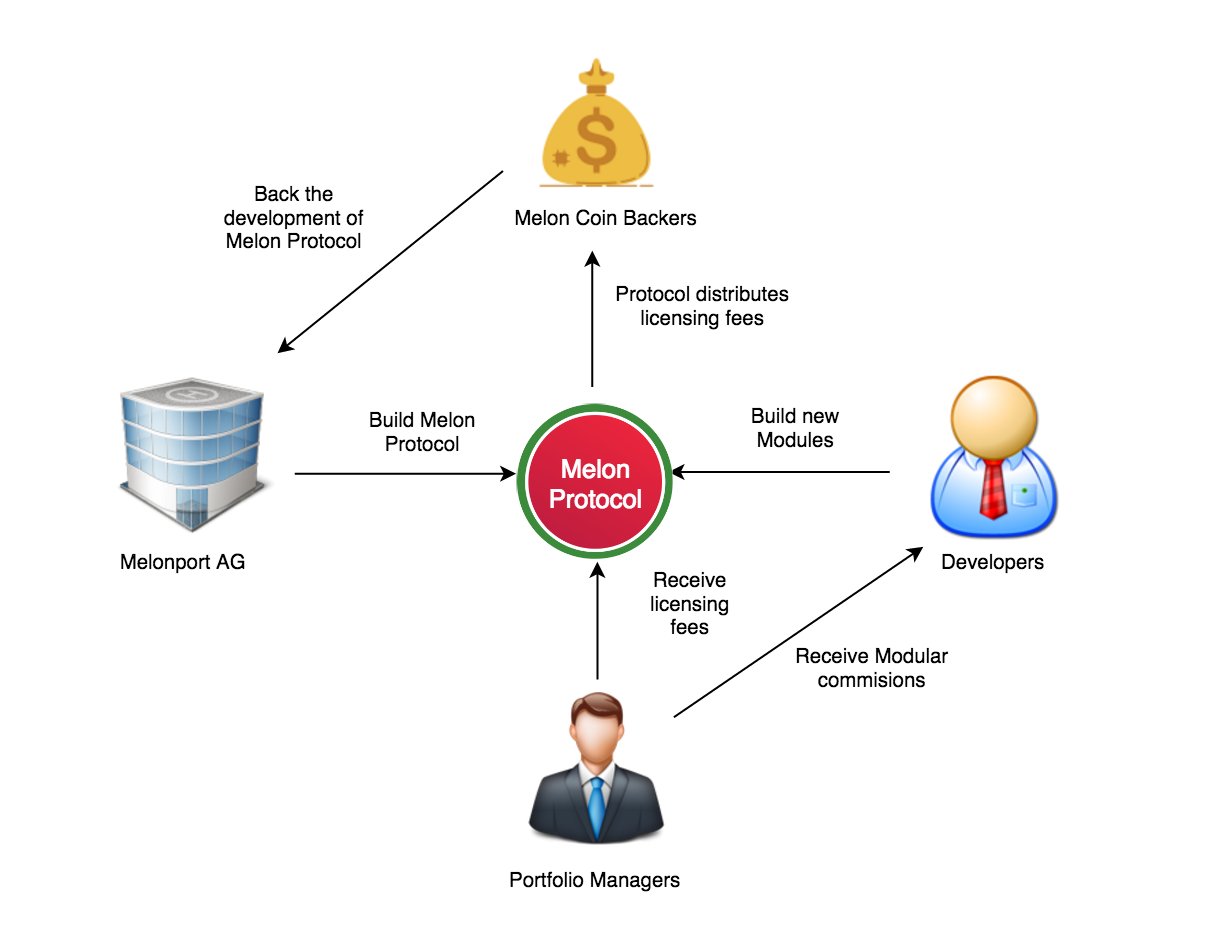 $
Melon Coin Backers
Back the
development of
Melon Protocol
Protocol distributes
licensing fees
Build Melon
Protocol
Build new
Modules
Melon
Protocol
H
Melonport AG
Developers
Receive
licensing
fees
Receive Modular
commisions
Portfolio Managers